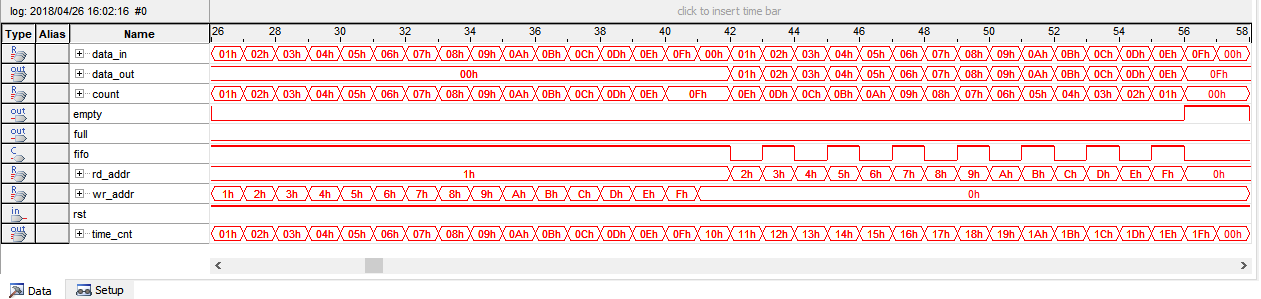 log: 2018/04/26 16:02:16 #0 click to insert time bar
Type Alias Name 26 28 30 32 34 36 38 40 42 44 46 48 50 52 54 56 58
R data_in 01h 02h 03h 04h 05h 06h 07h 08h 09h 0Ah 0Bh 0Ch 0Dh 0Eh 0Fh 00h 01h 02h 03h 04h 05h 06h 07h 08h 09h 0Ah 0Bh 0Ch 0Dh 0Eh 0Fh 00h
out data_out 00h 01h 02h 03h 04h 05h 06h 07h 08h 09h 0Ah 0Bh 0Ch 0Dh 0Eh 0Fh
R count 01h 02h 03h 04h 05h 06h 07h 08h 09h 0Ah 0Bh 0Ch 0Dh 0Eh 0Fh 0Eh 0Dh 0Ch 0Bh 0Ah 09h 08h 07h 06h 05h 04h 03h 02h 01h 00h
out empty
out full
C fifo
R rd_addr 1h 2h 3h 4h 5h 6h 7h 8h 9h Ah Bh Ch Dh Eh Fh 0h
R wr_addr 1h 2h 3h 4h 5h 6h 7h 8h 9h Ah Bh Ch Dh Eh Fh 0h
in rst
out time_cnt 01h 02h 03h 04h 05h 06h 07h 08h 09h 0Ah 0Bh 0Ch 0Dh 0Eh 0Fh 10h 11h 12h 13h 14h 15h 16h 17h 18h 19h 1Ah 1Bh 1Ch 1Dh 1Eh 1Fh 00h
Data Setup